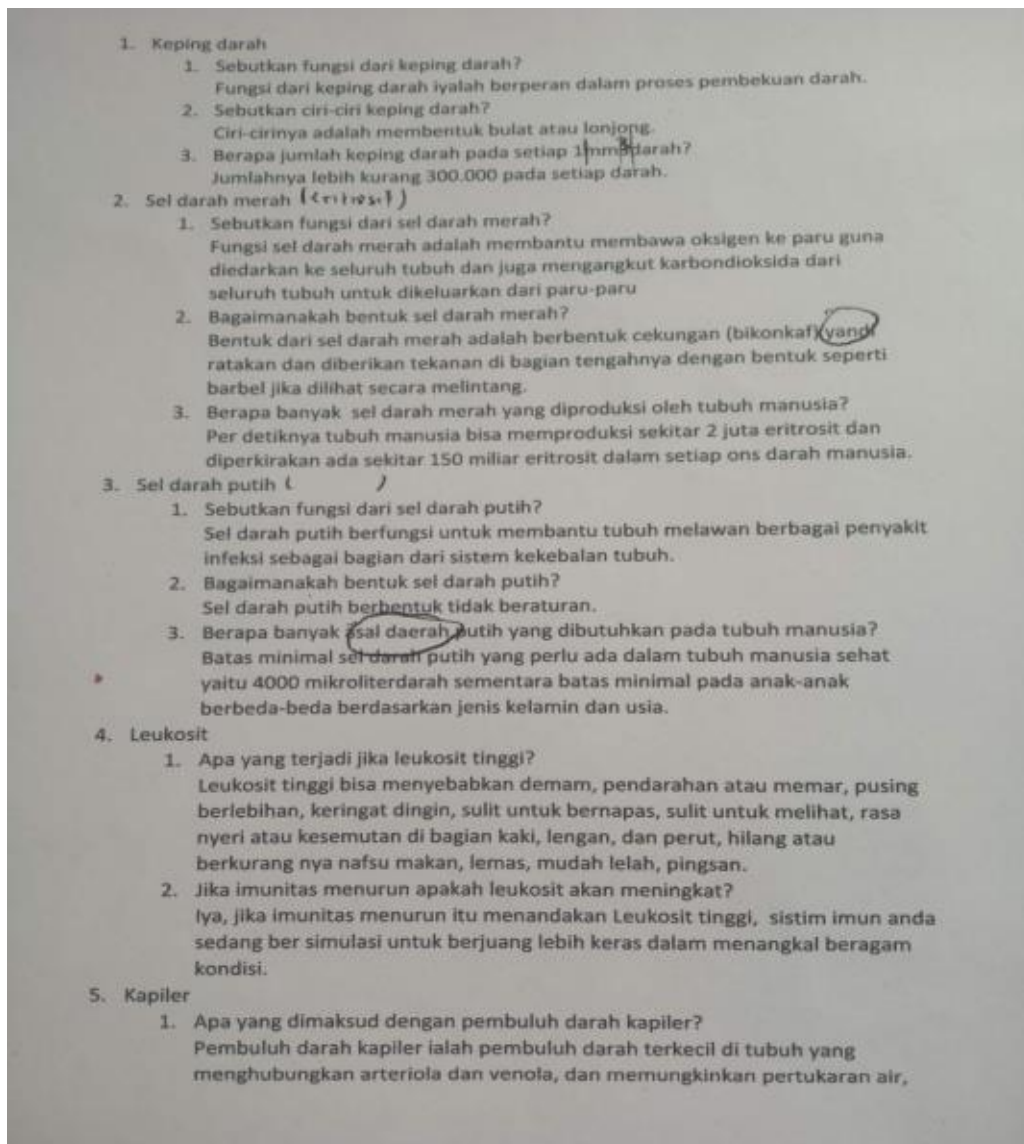 1. Keping darah
1. Sebutkan fungsi dari keping darah?
Fungsi dari keping darah iyalah berperan dalam proses pembekuan darah.
2. Sebutkan ciri-ciri keping darah?
Ciri-cirinya adalah membentuk bulat atau lonjong.
3. Berapa jumlah keping darah pada setiap 1mm3darah?
Jumlahnya lebih kurang 300.000 pada setiap darah.
2. Sel darah merah (
1. Sebutkan fungsi dari sel darah merah?
Fungsi sel darah merah adalah membantu membawa oksigen ke paru guna
diedarkan ke seluruh tubuh dan juga mengangkut karbondioksida dari
seluruh tubuh untuk dikeluarkan dari paru-paru
2. Bagaimanakah bentuk sel darah merah?
Bentuk dari sel darah merah adalah berbentuk cekungan (bikonkaf) yand
ratakan dan diberikan tekanan di bagian tengahnya dengan bentuk seperti
barbel jika dilihat secara melintang.
3. Berapa banyak sel darah merah yang diproduksi oleh tubuh manusia?
Per detiknya tubuh manusia bisa memproduksi sekitar 2 juta eritrosit dan
diperkirakan ada sekitar 150 miliar eritrosit dalam setiap ons darah manusia.
3. Sel darah putih ( )
1. Sebutkan fungsi dari sel darah putih?
Sel darah putih berfungsi untuk membantu tubuh melawan berbagai penyakit
infeksi sebagai bagian dari sistem kekebalan tubuh.
2. Bagaimanakah bentuk sel darah putih?
Sel darah putih berbentuk tidak beraturan.
3. Berapa banyak asal daerah putih yang dibutuhkan pada tubuh manusia?
Batas minimal sel darah putih yang perlu ada dalam tubuh manusia sehat
yaitu 4000 mikroliterdarah sementara batas minimal pada anak-anak
berbeda-beda berdasarkan jenis kelamin dan usia.
4. Leukosit
1. Apa yang terjadi jika leukosit tinggi?
Leukosit tinggi bisa menyebabkan demam, pendarahan atau memar, pusing
berlebihan, keringat dingin, sulit untuk bernapas, sulit untuk melihat, rasa
nyeri atau kesemutan di bagian kaki, lengan, dan perut, hilang atau
berkurang nya nafsu makan, lemas, mudah lelah, pingsan.
2. Jika imunitas menurun apakah leukosit akan meningkat?
Iya, jika imunitas menurun itu menandakan Leukosit tinggi, sistim imun anda
sedang ber simulasi untuk berjuang lebih keras dalam menangkal beragam
kondisi.
5. Kapiler
1. Apa yang dimaksud dengan pembuluh darah kapiler?
Pembuluh darah kapiler ialah pembuluh darah terkecil di tubuh yang
menghubungkan arteriola dan venola, dan memungkinkan pertukaran air,